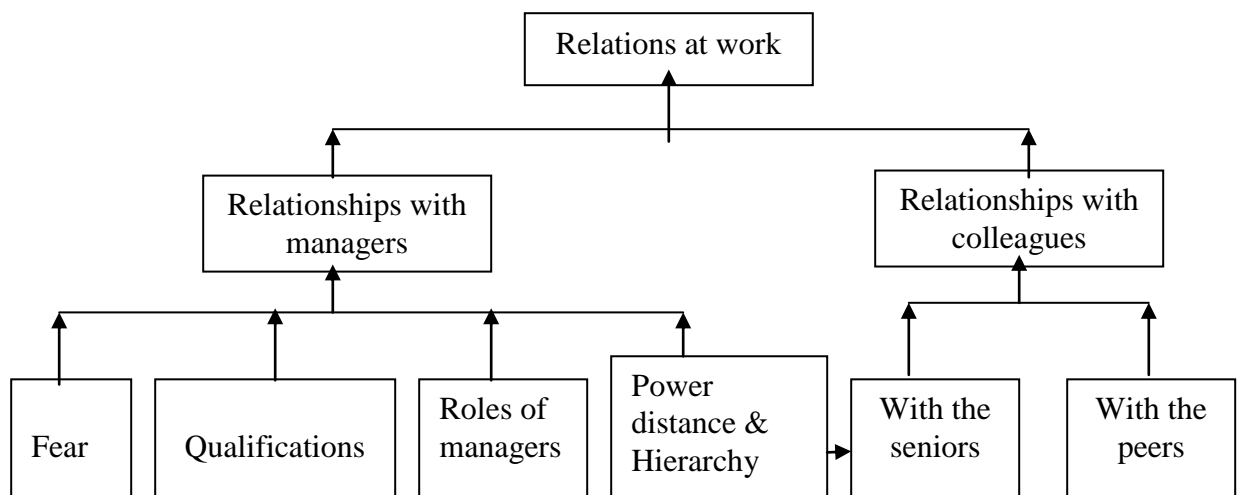 Relations at work
Relationships with
managers
Relationships with
colleagues
Fear
Qualifications
Roles of
managers
Power
distance &
Hierarchy
With the
seniors
With the
peers